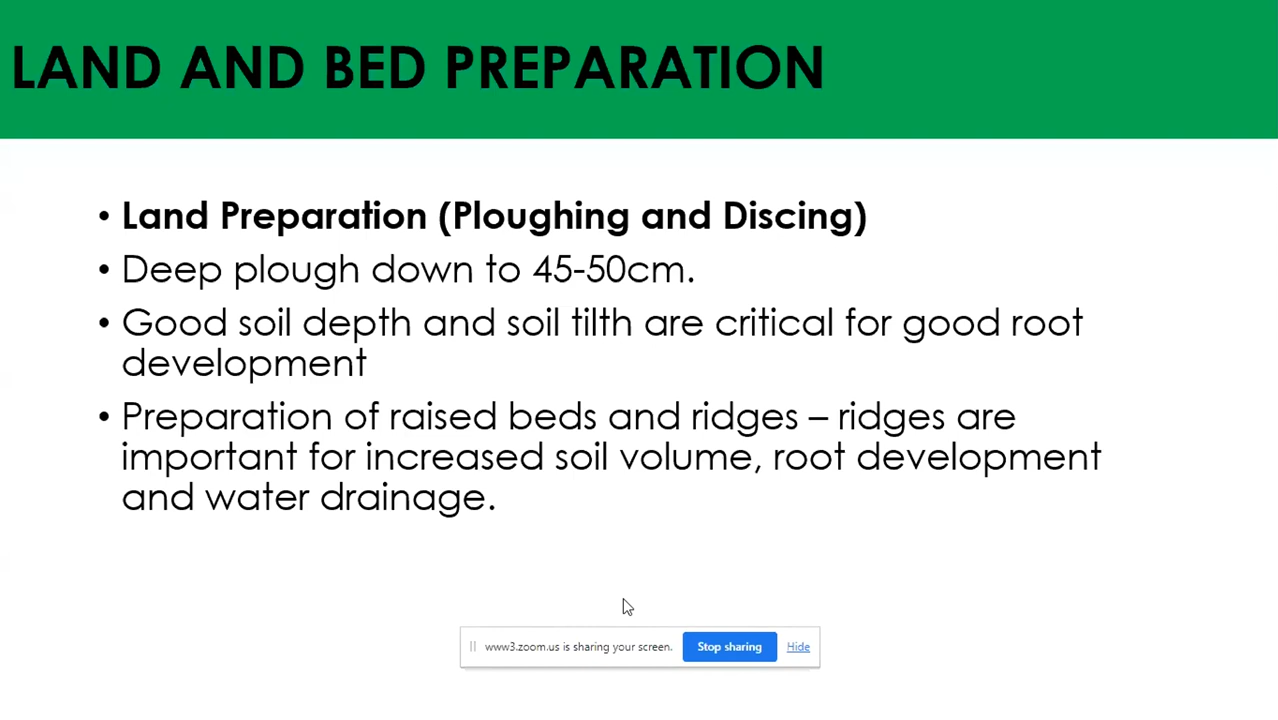 LAND AND BED PREPARATION
• Land Preparation (Ploughing and Discing)
• Deep plough down to 45-50cm.
• Good soil depth and soil tilth are critical for good root
development
• Preparation of raised beds and ridges – ridges are
important for increased soil volume, root development
and water drainage.
www3.zoom.us is sharing your screen. Stop sharing Hide